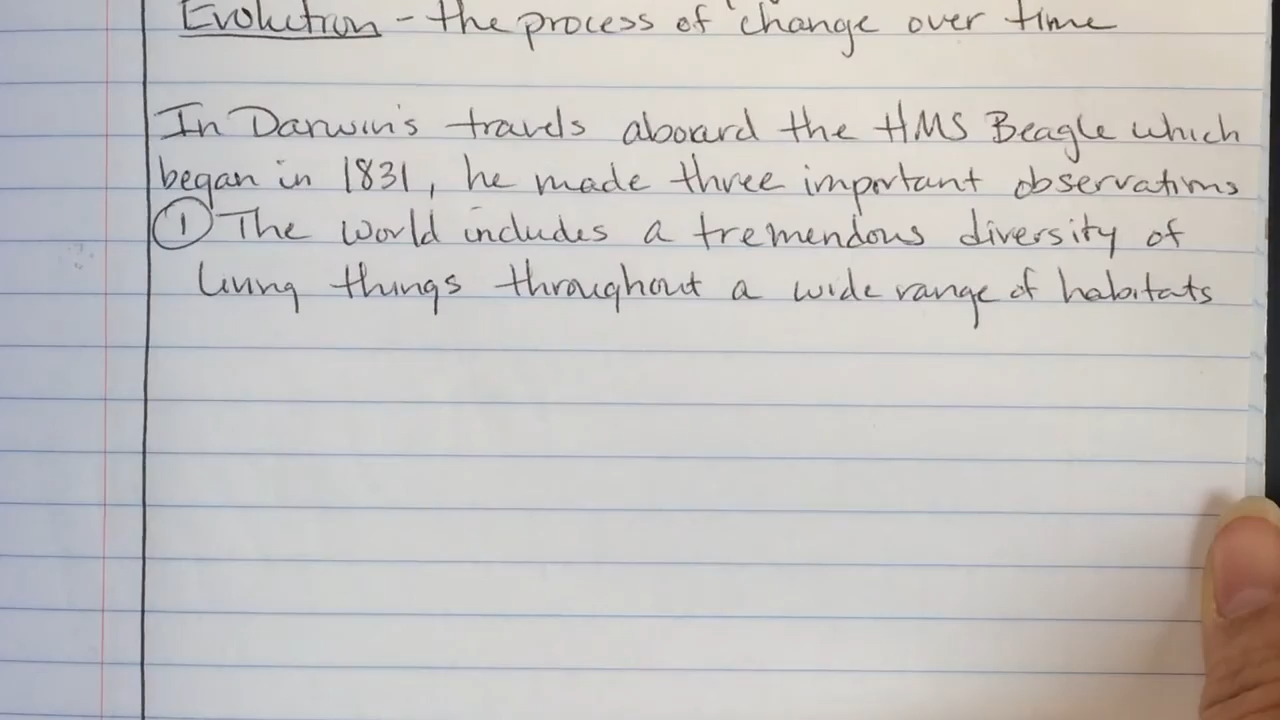 Evolution - the process of change over time
In Darwin's travels aboard the HMS Beagle which
began in 1831, he made three important observations
① The world includes a tremendous diversity of
living things throughout a wide range of habitats